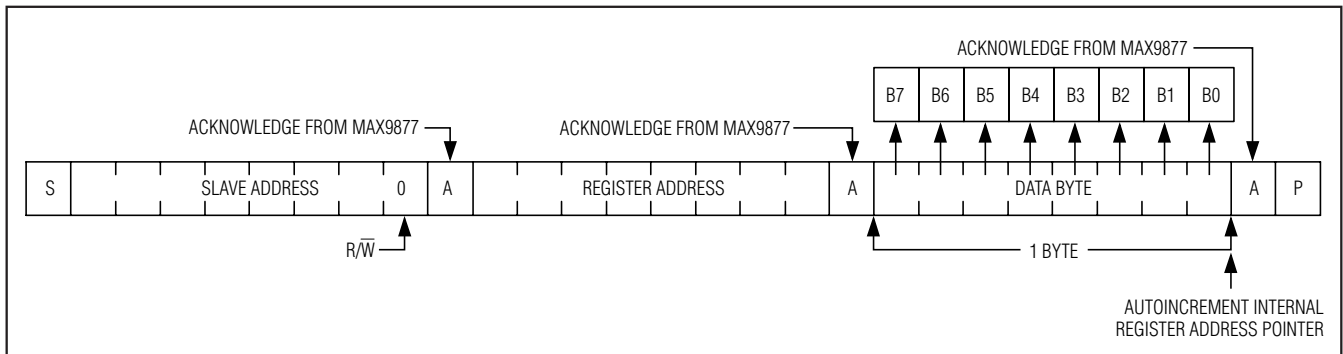 ACKNOWLEDGE FROM MAX9877
B7 B6 B5 B4 B3 B2 B1 B0
ACKNOWLEDGE FROM MAX9877 ACKNOWLEDGE FROM MAX9877
S SLAVE ADDRESS 0 A REGISTER ADDRESS A DATA BYTE A P
R/W̅ 1 BYTE
AUTOINCREMENT INTERNAL
REGISTER ADDRESS POINTER